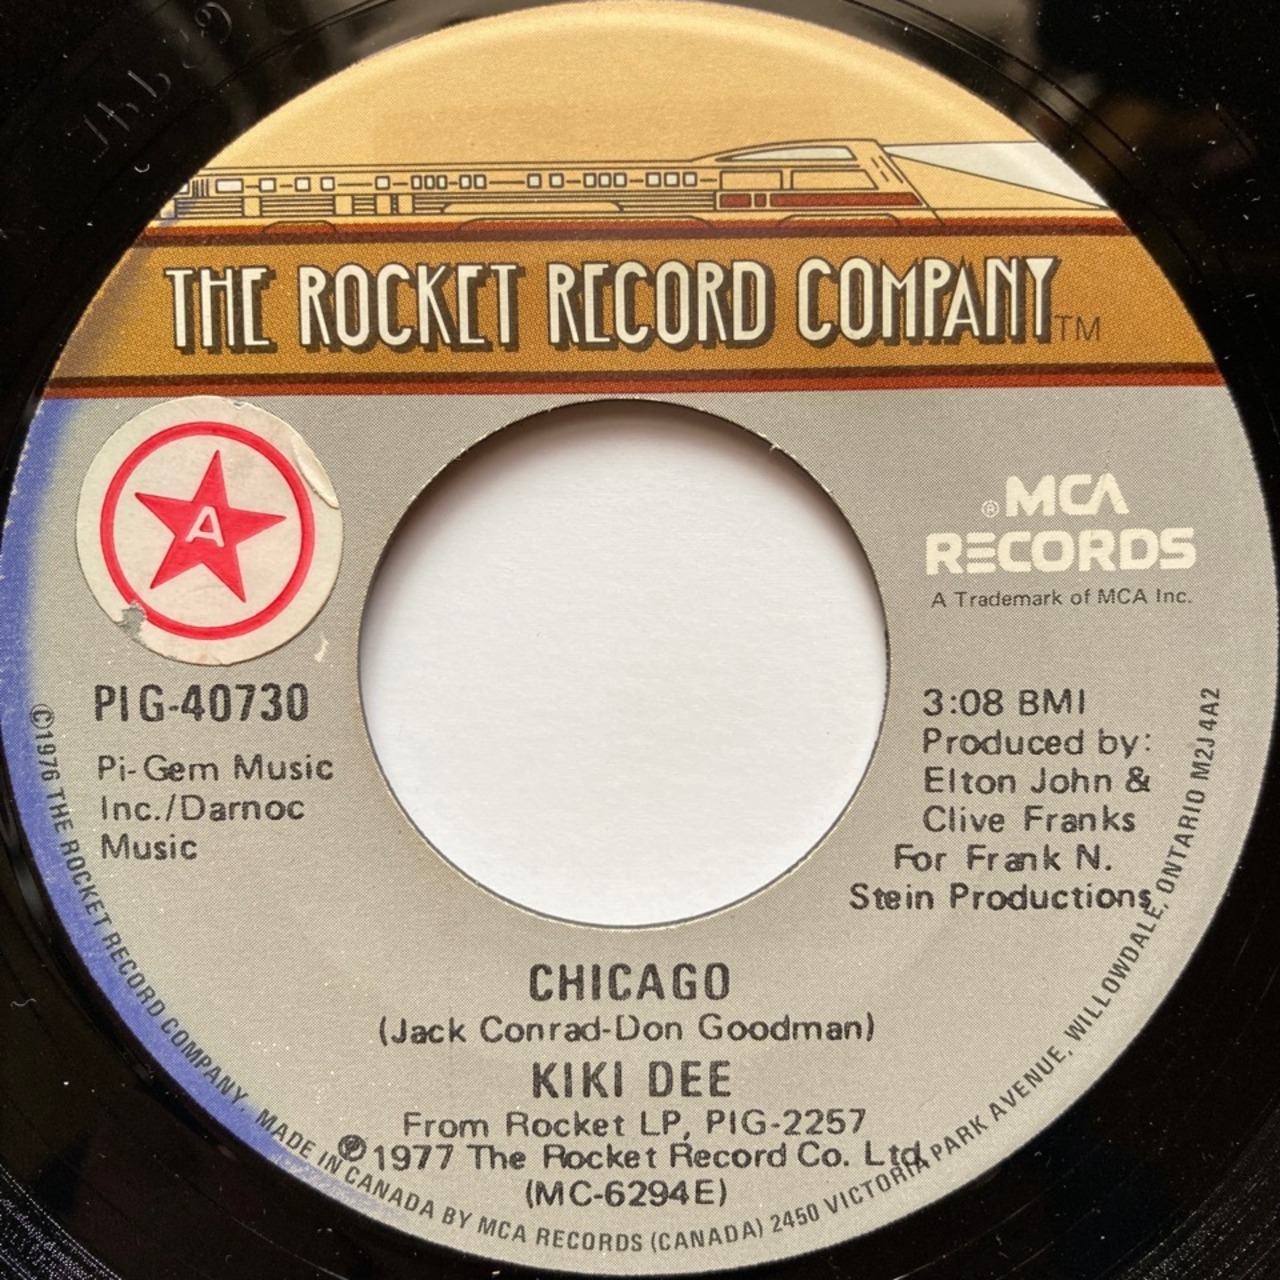 THE ROCKET RECORD COMPANY™
A
® MCA
RECORDS
A Trademark of MCA Inc.
PIG-40730
Pi-Gem Music
Inc./Darnoc
Music
3:08 BMI
Produced by:
Elton John &
Clive Franks
For Frank N.
Stein Productions
CHICAGO
(Jack Conrad-Don Goodman)
KIKI DEE
From Rocket LP, PIG-2257
℗1977 The Rocket Record Co. Ltd.
(MC-6294E)
©1976 THE ROCKET RECORD COMPANY. MADE IN CANADA BY MCA RECORDS (CANADA) 2450 VICTORIA PARK AVENUE, WILLOWDALE, ONTARIO M2J 4A2